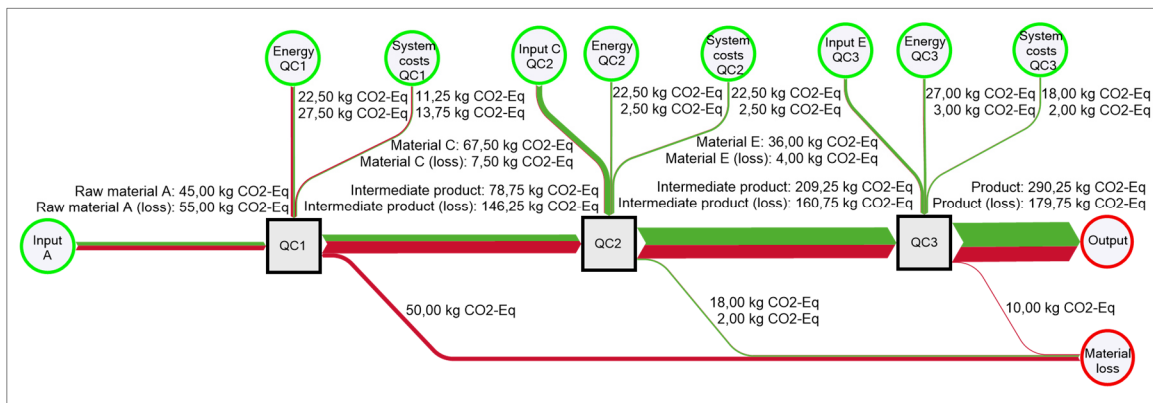 Energy
QC1
System
costs
QC1
Input C
QC2
Energy
QC2
System
costs
QC2
Input E
QC3
Energy
QC3
System
costs
QC3
22,50 kg CO2-Eq
27,50 kg CO2-Eq
11,25 kg CO2-Eq
13,75 kg CO2-Eq
22,50 kg CO2-Eq
2,50 kg CO2-Eq
22,50 kg CO2-Eq
2,50 kg CO2-Eq
27,00 kg CO2-Eq
3,00 kg CO2-Eq
18,00 kg CO2-Eq
2,00 kg CO2-Eq
Material C: 67,50 kg CO2-Eq
Material C (loss): 7,50 kg CO2-Eq
Material E: 36,00 kg CO2-Eq
Material E (loss): 4,00 kg CO2-Eq
Raw material A: 45,00 kg CO2-Eq
Raw material A (loss): 55,00 kg CO2-Eq
Intermediate product: 78,75 kg CO2-Eq
Intermediate product (loss): 146,25 kg CO2-Eq
Intermediate product: 209,25 kg CO2-Eq
Intermediate product (loss): 160,75 kg CO2-Eq
Product: 290,25 kg CO2-Eq
Product (loss): 179,75 kg CO2-Eq
Input
A
QC1
QC2
QC3
Output
50,00 kg CO2-Eq
18,00 kg CO2-Eq
2,00 kg CO2-Eq
10,00 kg CO2-Eq
Material
loss